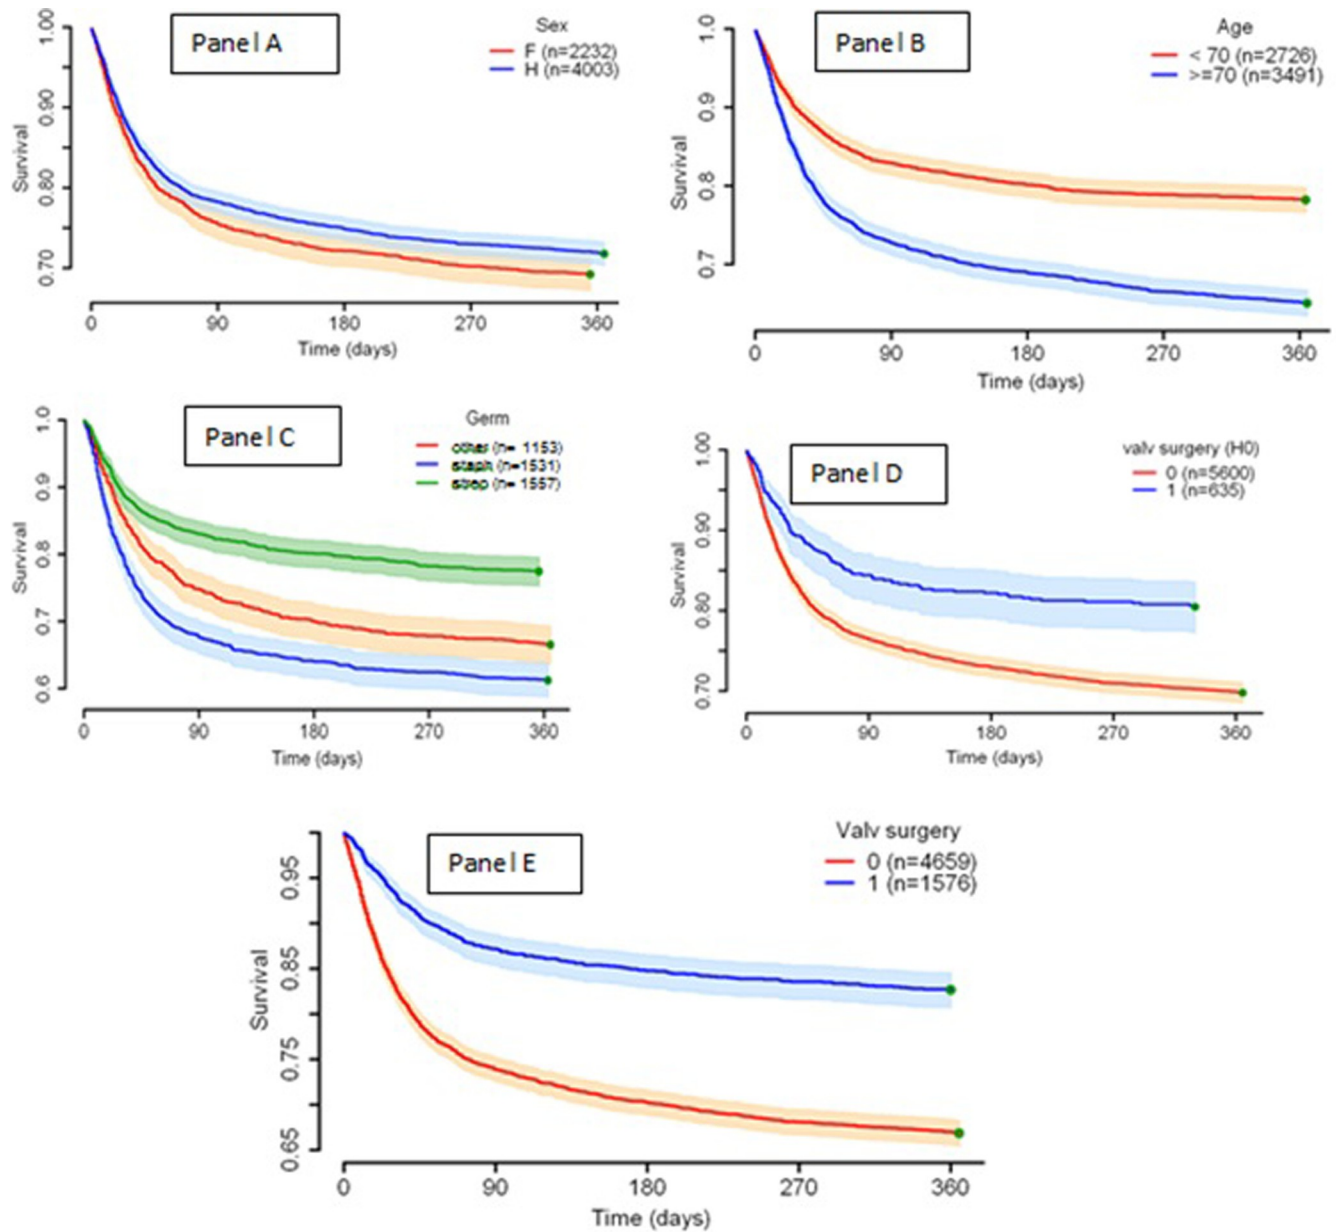 Panel A
Sex
F (n=2232)
H (n=4003)
1.00
0.90
0.80
0.70
Survival
0 90 180 270 360
Time (days)
Panel B
Age
< 70 (n=2726)
>=70 (n=3491)
1.0
0.9
0.8
0.7
Survival
0 90 180 270 360
Time (days)
Panel C
Germ
other (n= 1153)
staph (n=1531)
strep (n= 1557)
1.0
0.9
0.8
0.7
0.6
Survival
0 90 180 270 360
Time (days)
Panel D
valv surgery (H0)
0 (n=5600)
1 (n=635)
1.00
0.90
0.80
0.70
Survival
0 90 180 270 360
Time (days)
Panel E
Valv surgery
0 (n=4659)
1 (n=1576)
0.95
0.85
0.75
0.65
Survival
0 90 180 270 360
Time (days)